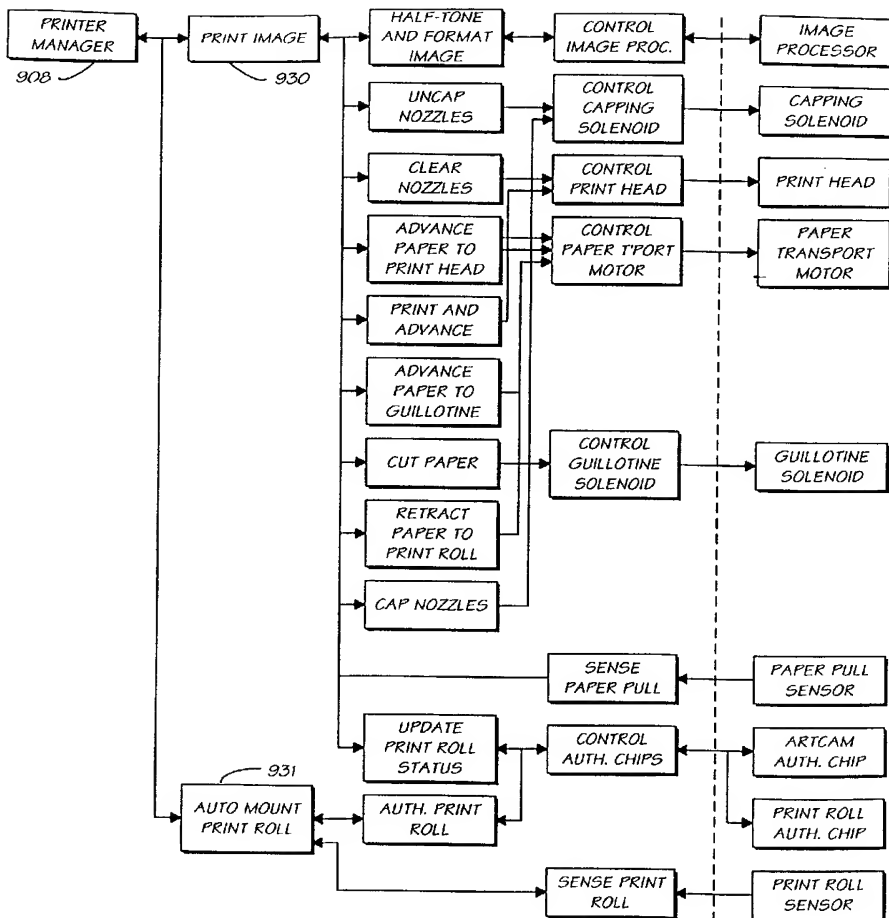 PRINTER
MANAGER
908
PRINT IMAGE
930
HALF-TONE
AND FORMAT
IMAGE
CONTROL
IMAGE PROC.
IMAGE
PROCESSOR
UNCAP
NOZZLES
CONTROL
CAPPING
SOLENOID
CAPPING
SOLENOID
CLEAR
NOZZLES
CONTROL
PRINT HEAD
PRINT HEAD
ADVANCE
PAPER TO
PRINT HEAD
CONTROL
PAPER T'PORT
MOTOR
PAPER
TRANSPORT
MOTOR
PRINT AND
ADVANCE
ADVANCE
PAPER TO
GUILLOTINE
CUT PAPER
CONTROL
GUILLOTINE
SOLENOID
GUILLOTINE
SOLENOID
RETRACT
PAPER TO
PRINT ROLL
CAP NOZZLES
SENSE
PAPER PULL
PAPER PULL
SENSOR
UPDATE
PRINT ROLL
STATUS
CONTROL
AUTH. CHIPS
ARTCAM
AUTH. CHIP
931
AUTO MOUNT
PRINT ROLL
AUTH. PRINT
ROLL
PRINT ROLL
AUTH. CHIP
SENSE PRINT
ROLL
PRINT ROLL
SENSOR